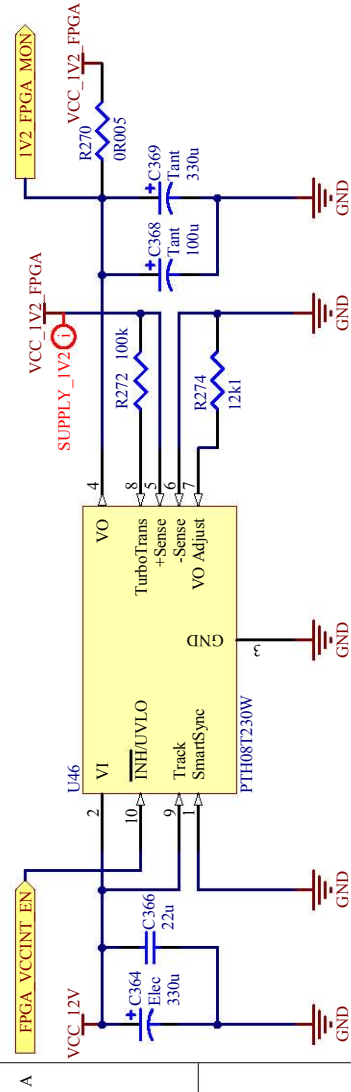 A
FPGA_VCCINT_EN
VCC_12V
C364
Elec
330u
C366
22u
GND
GND
U46
2
10
9
1
VI
INH/UVLO
Track
SmartSync
GND
3
GND
PTH08T230W
VO
TurboTrans
+Sense
-Sense
VO Adjust
4
8
5
6
7
SUPPLY_1V2
i
VCC_1V2_FPGA
R272
100k
R274
12k1
GND
C368
Tant
100u
C369
Tant
330u
GND
1V2_FPGA_MON
R270
0R005
VCC_1V2_FPGA